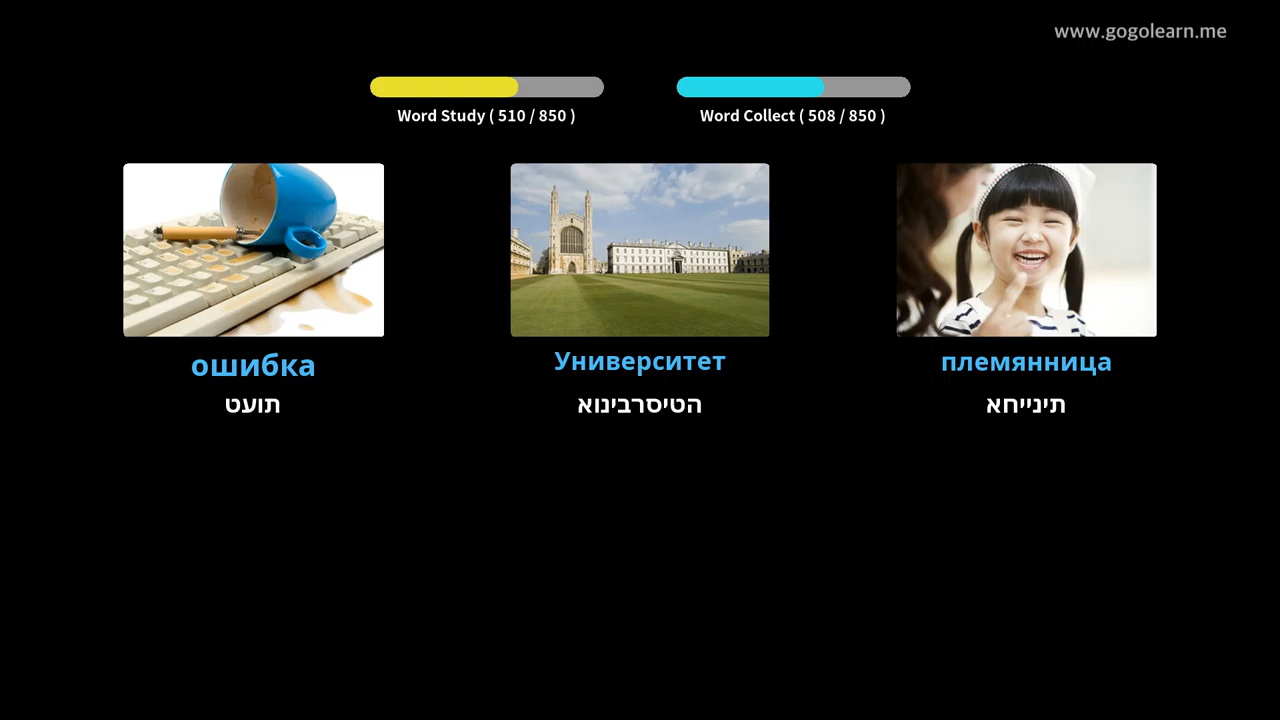 www.gogolearn.me
Word Study ( 510 / 850 )
Word Collect ( 508 / 850 )
ошибка
תועט
Университет
הטיסרבינוא
племянница
תינייחא